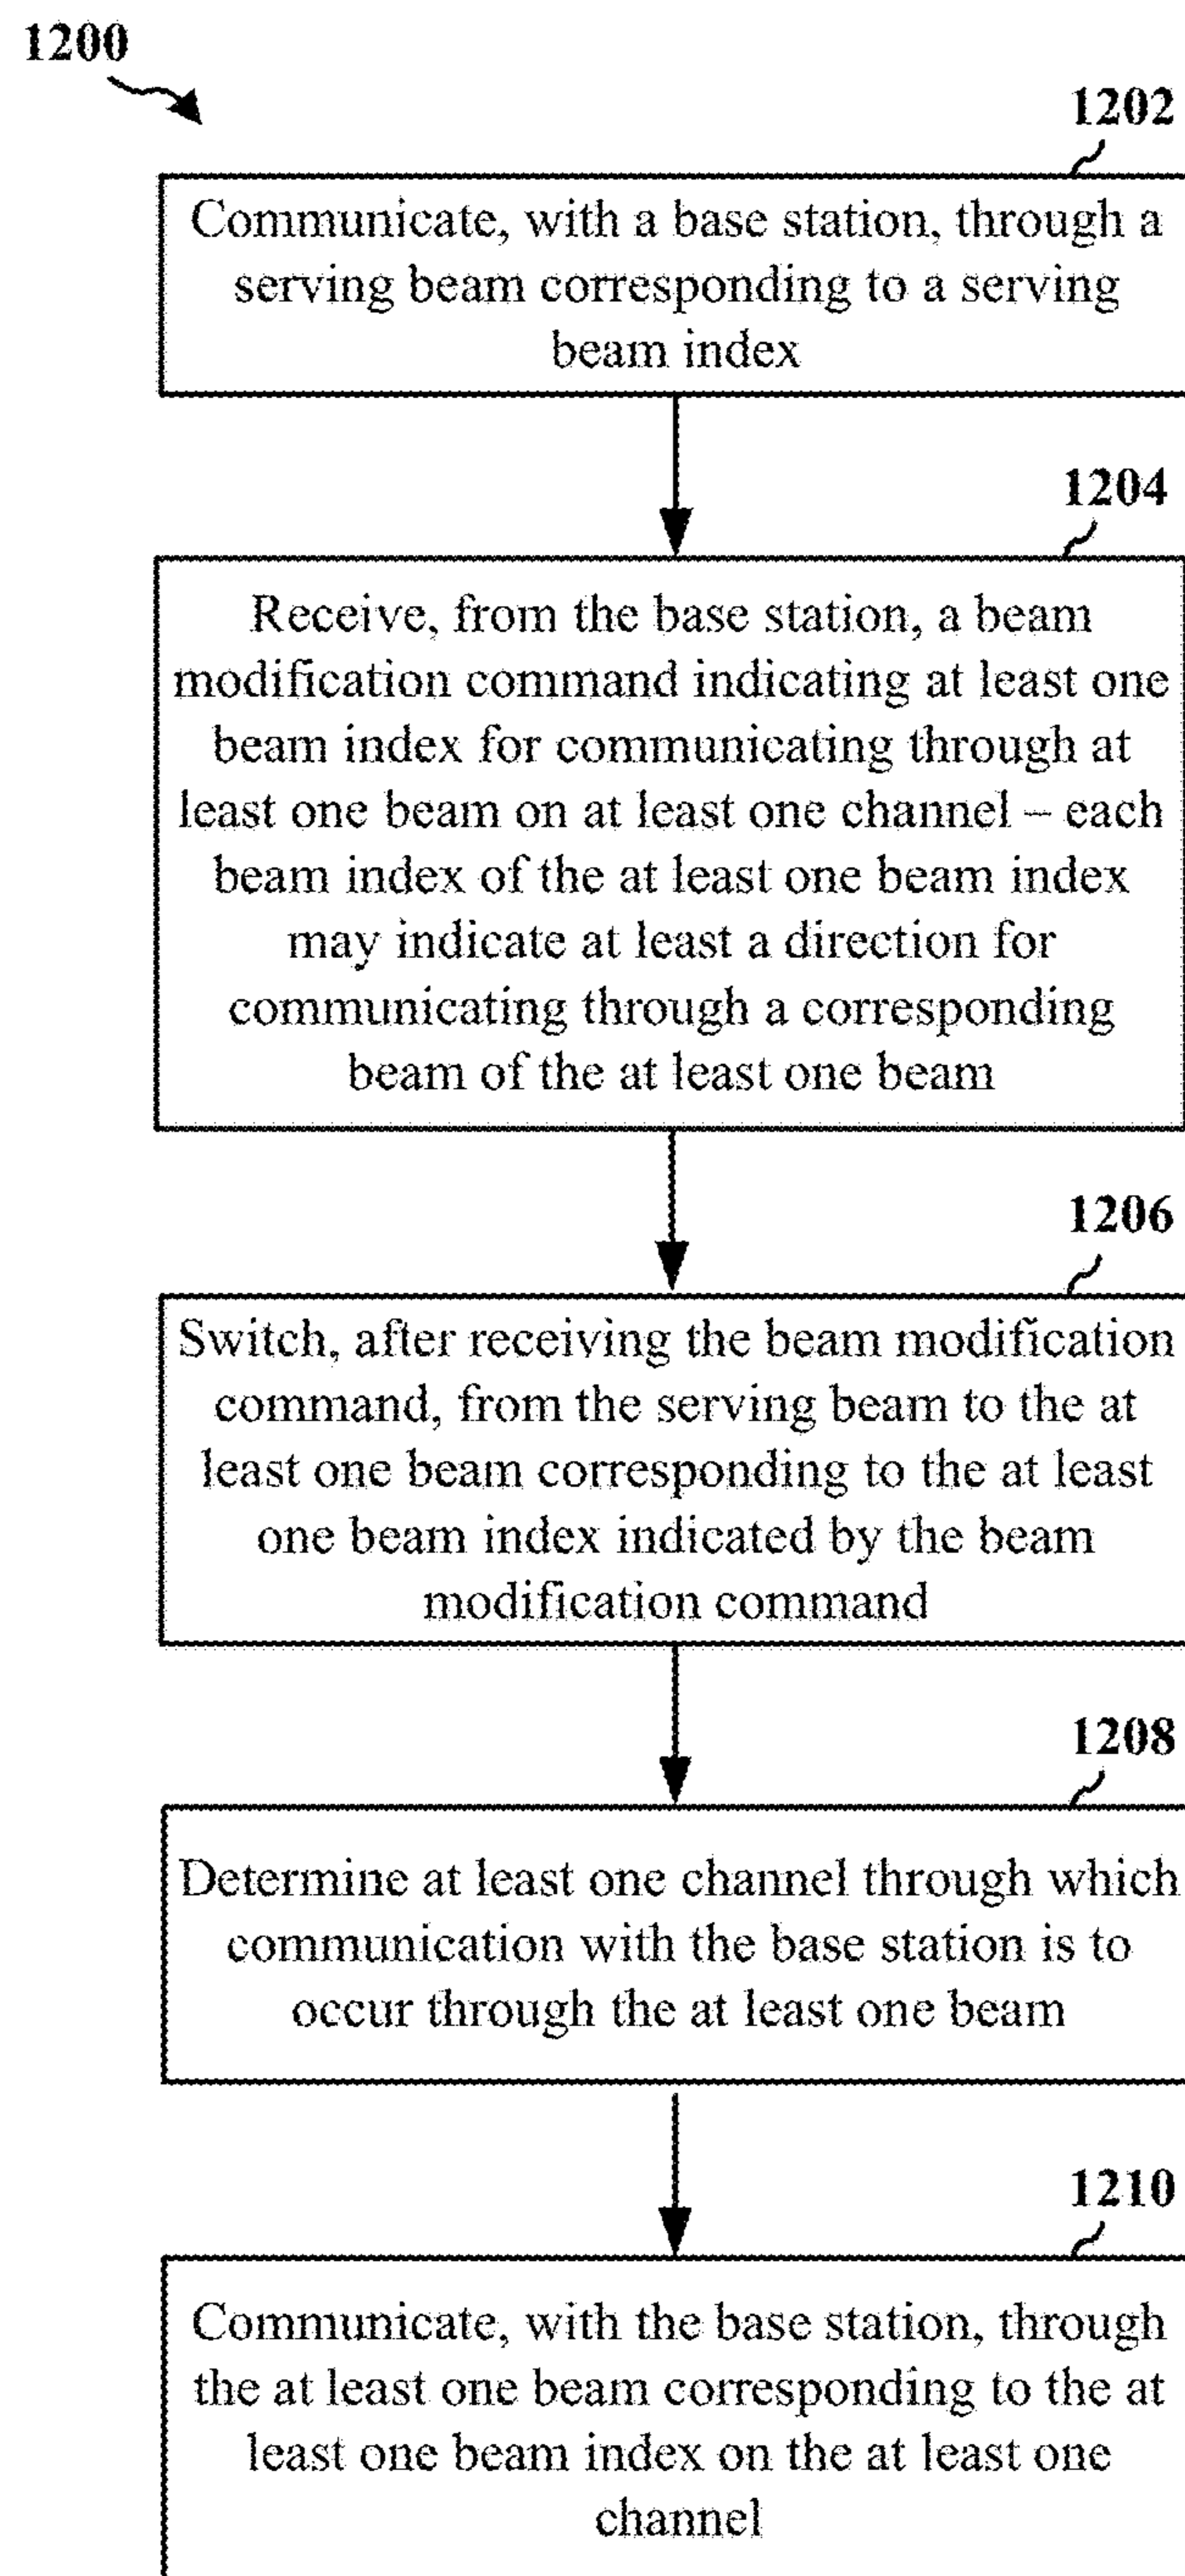 1200
1202
Communicate, with a base station, through a
serving beam corresponding to a serving
beam index
1204
Receive, from the base station, a beam
modification command indicating at least one
beam index for communicating through at
least one beam on at least one channel – each
beam index of the at least one beam index
may indicate at least a direction for
communicating through a corresponding
beam of the at least one beam
1206
Switch, after receiving the beam modification
command, from the serving beam to the at
least one beam corresponding to the at least
one beam index indicated by the beam
modification command
1208
Determine at least one channel through which
communication with the base station is to
occur through the at least one beam
1210
Communicate, with the base station, through
the at least one beam corresponding to the at
least one beam index on the at least one
channel